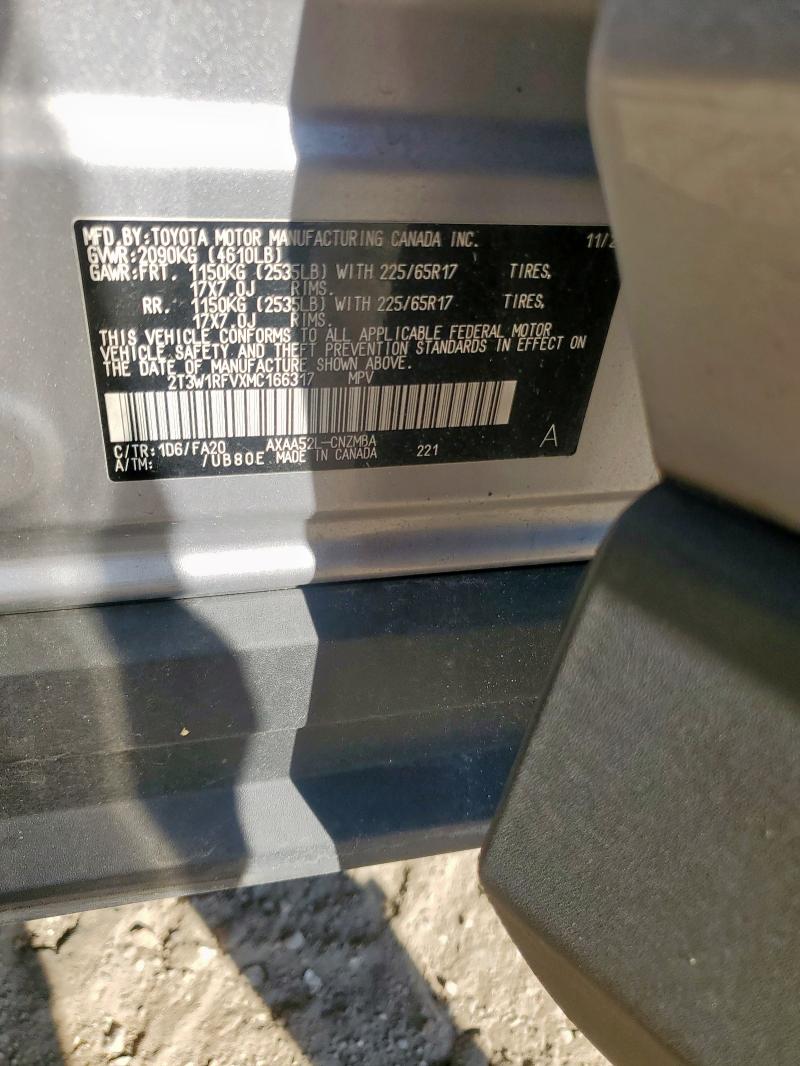 MFD.BY:TOYOTA MOTOR MANUFACTURING CANADA INC. 11/2
GVWR:2090KG (4610LB)
GAWR:FRT. 1150KG (2535LB) WITH 225/65R17 TIRES,
17X7.0J RIMS.
RR. 1150KG (2535LB) WITH 225/65R17 TIRES,
17X7.0J RIMS.
THIS VEHICLE CONFORMS TO ALL APPLICABLE FEDERAL MOTOR
VEHICLE SAFETY AND THEFT PREVENTION STANDARDS IN EFFECT ON
THE DATE OF MANUFACTURE SHOWN ABOVE.
2T3W1RFVXMC166317 MPV
C/TR:1D6/FA20 AXAA52L-CNZMBA
A/TM: /UB80E MADE IN CANADA 221 A